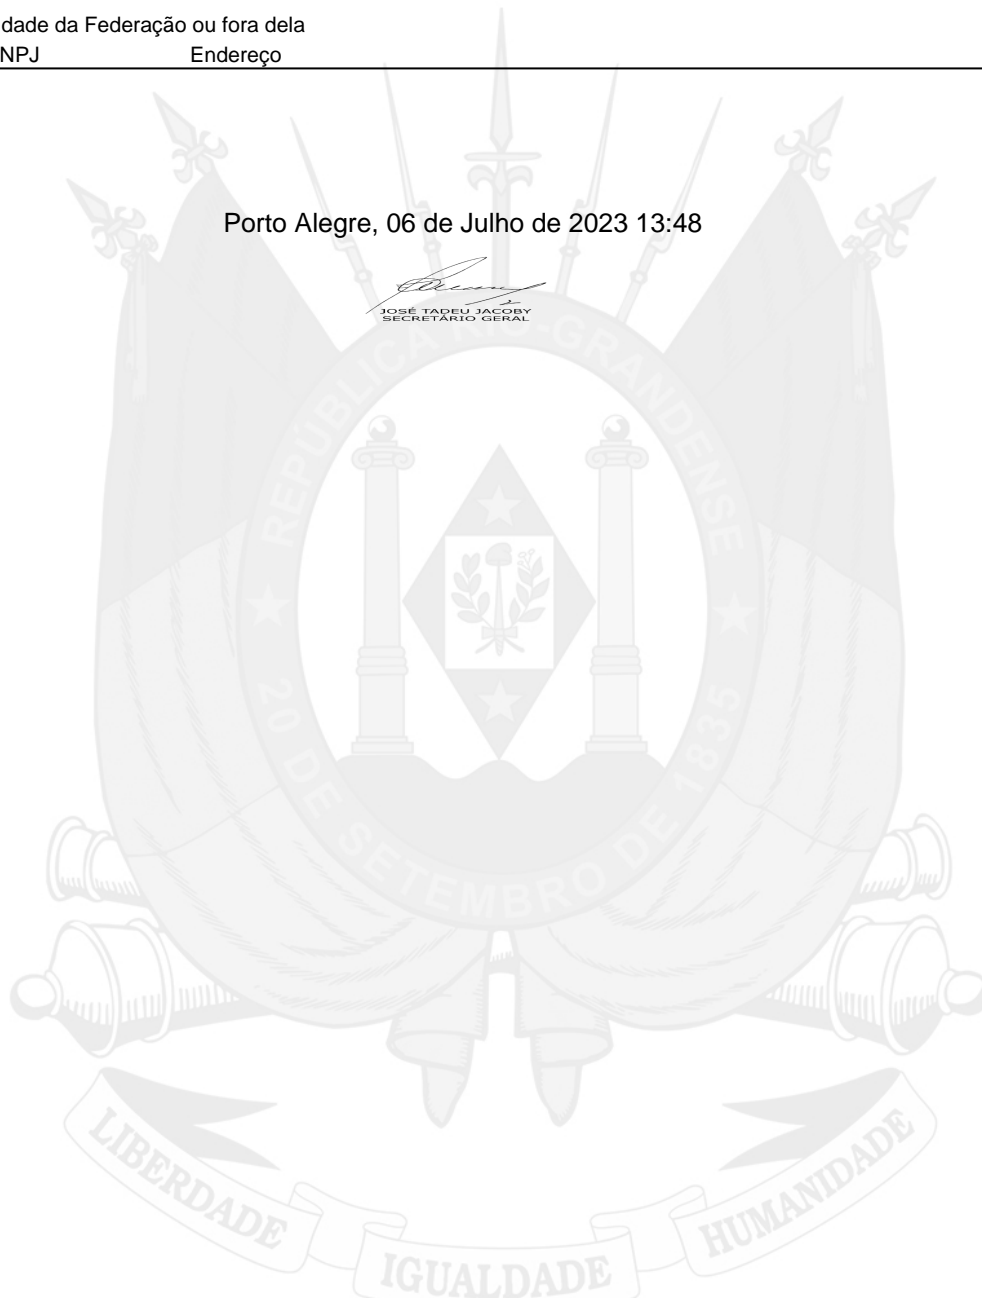 dade da Federação ou fora dela
NPJ Endereço
Porto Alegre, 06 de Julho de 2023 13:48
JOSÉ TADEU JACOBY
SECRETÁRIO GERAL
REPÚBLICA RIO-GRANDENSE
20 DE SETEMBRO DE 1835
LIBERDADE
IGUALDADE
HUMANIDADE